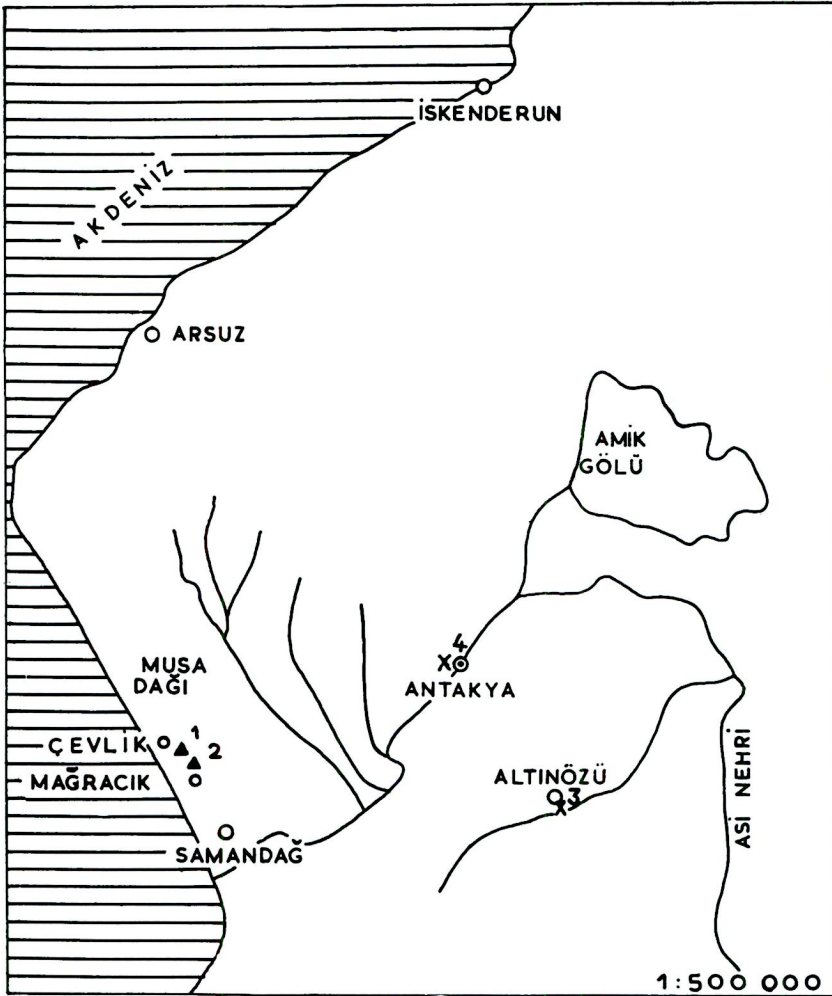 İSKENDERUN
AKDENİZ
ARSUZ
AMİK
GÖLÜ
4
X
ANTAKYA
MUSA
DAĞI
ÇEVLİK
1
2
MAĞRACIK
ALTINÖZÜ
3
X
SAMANDAĞ
ASİ NEHRİ
1:500 000